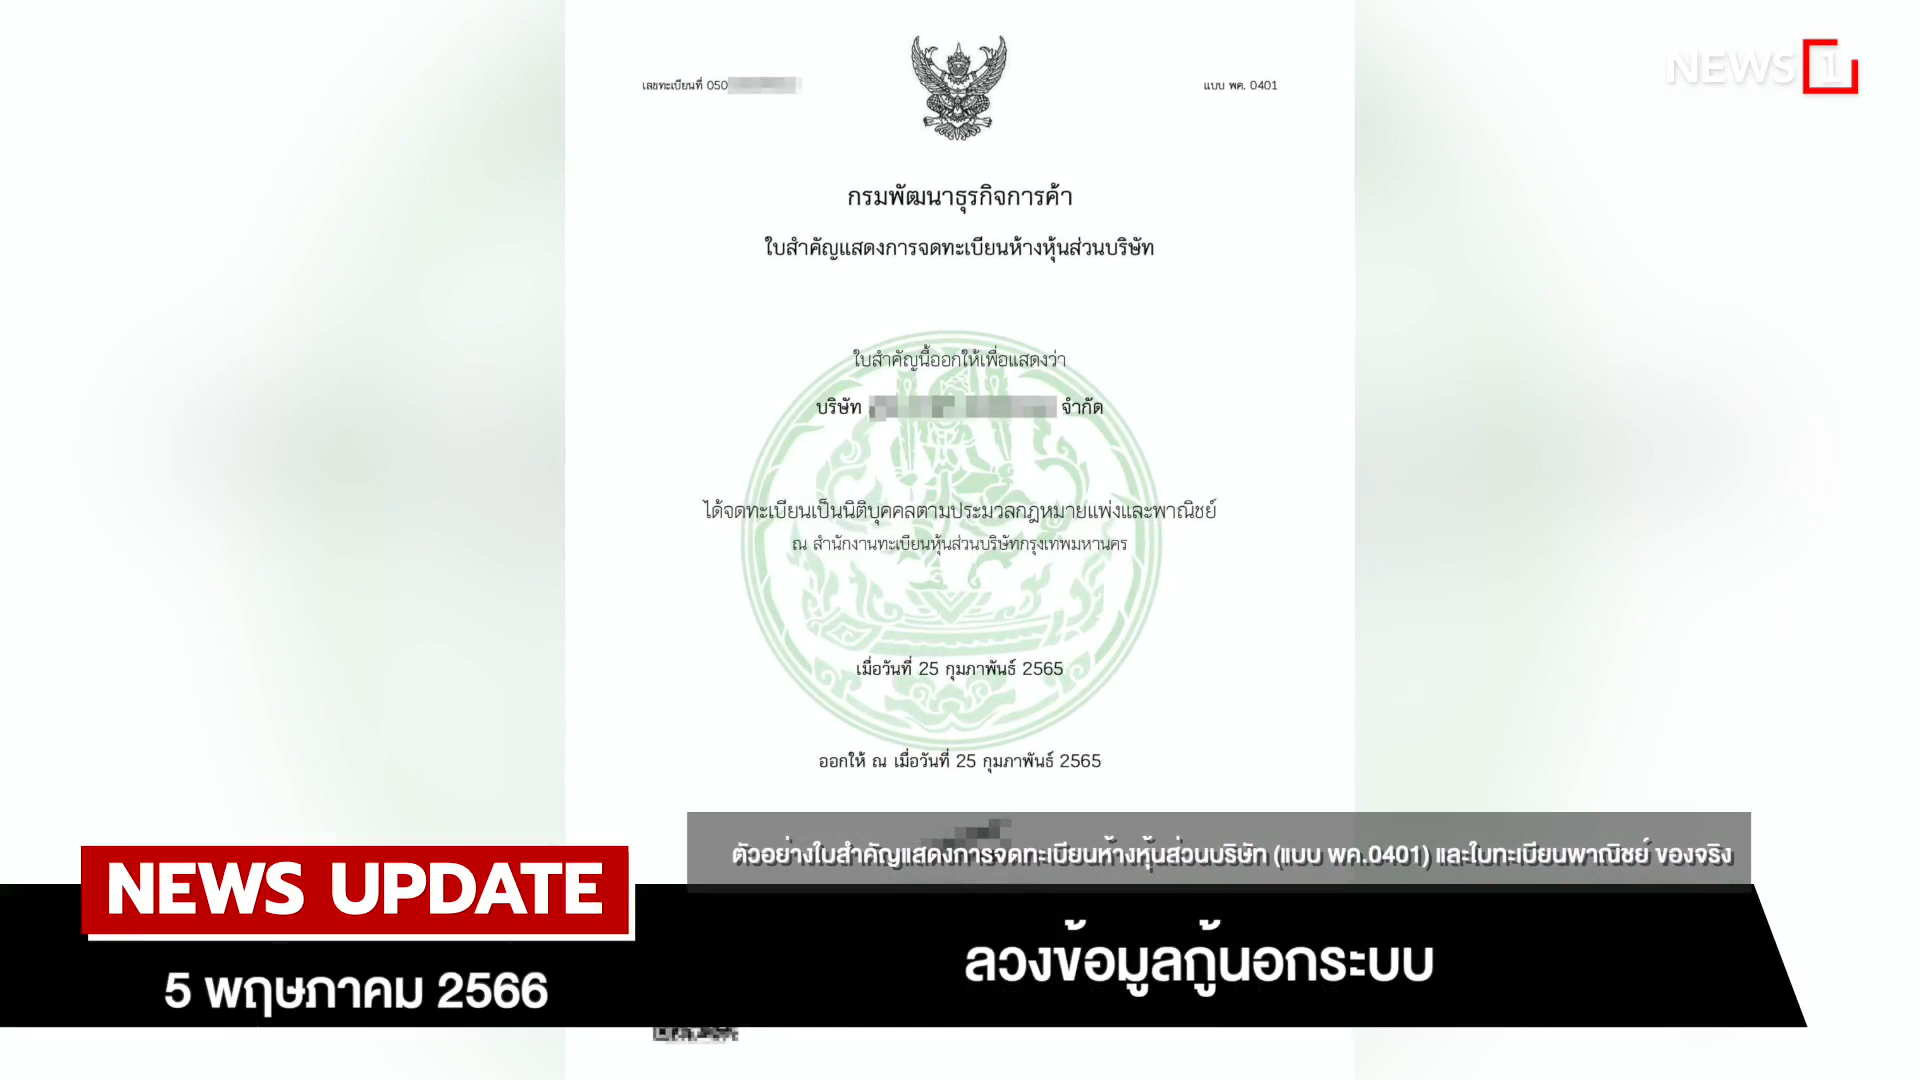 NEWS 1
เลขทะเบียนที่ 050
แบบ พค. 0401
กรมพัฒนาธุรกิจการค้า
ใบสำคัญแสดงการจดทะเบียนห้างหุ้นส่วนบริษัท
ใบสำคัญนี้ออกให้เพื่อแสดงว่า
บริษัท จำกัด
ได้จดทะเบียนเป็นนิติบุคคลตามประมวลกฎหมายแพ่งและพาณิชย์
ณ สำนักงานทะเบียนหุ้นส่วนบริษัทกรุงเทพมหานคร
เมื่อวันที่ 25 กุมภาพันธ์ 2565
ออกให้ ณ เมื่อวันที่ 25 กุมภาพันธ์ 2565
ตัวอย่างใบสำคัญแสดงการจดทะเบียนห้างหุ้นส่วนบริษัท (แบบ พค.0401) และใบทะเบียนพาณิชย์ ของจริง
NEWS UPDATE
ลวงข้อมูลกู้นอกระบบ
5 พฤษภาคม 2566